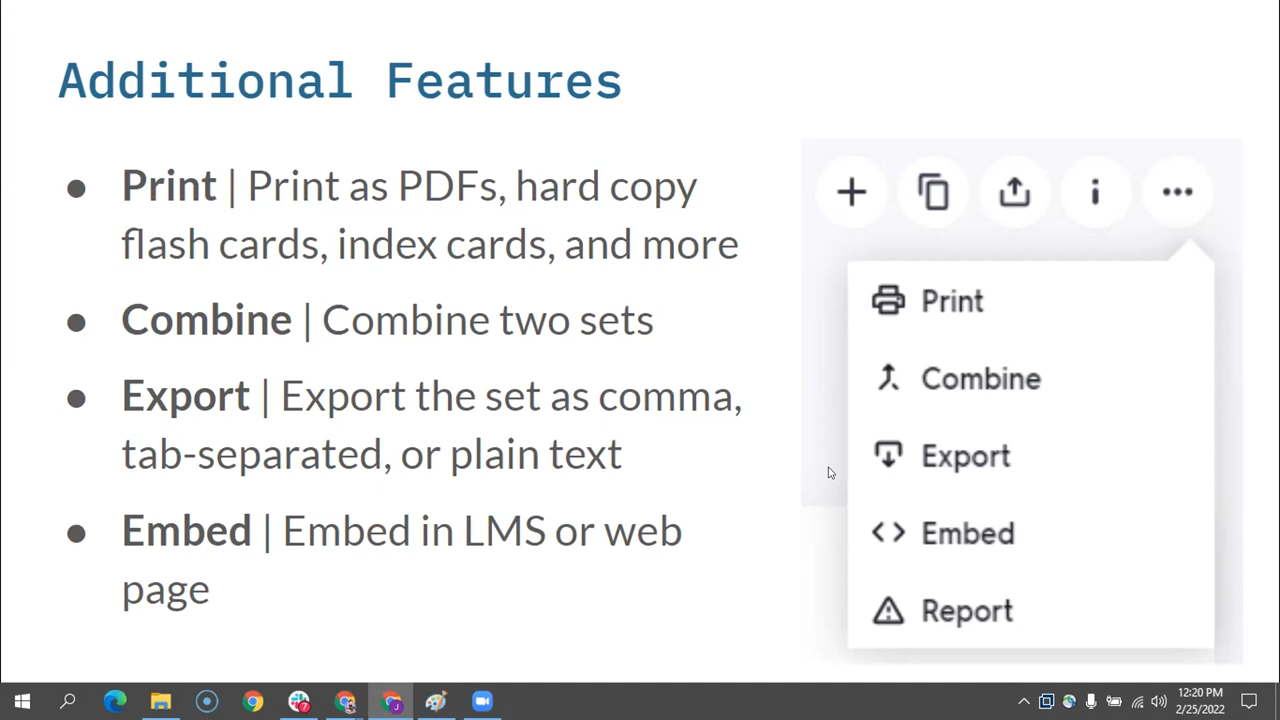 Additional Features
● Print | Print as PDFs, hard copy
flash cards, index cards, and more
● Combine | Combine two sets
● Export | Export the set as comma,
tab-separated, or plain text
● Embed | Embed in LMS or web
page
Print
Combine
Export
Embed
Report
7
J
12:20 PM
2/25/2022